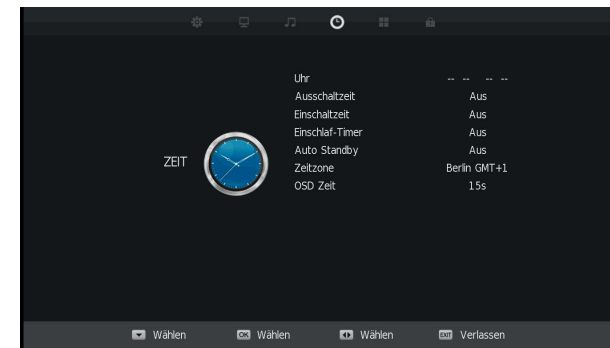 Uhr -- -- -- --
Ausschaltzeit Aus
Einschaltzeit Aus
Einschlaf-Timer Aus
Auto Standby Aus
ZEIT
Zeitzone Berlin GMT+1
OSD Zeit 15s
Wählen OK Wählen Wählen EXIT Verlassen